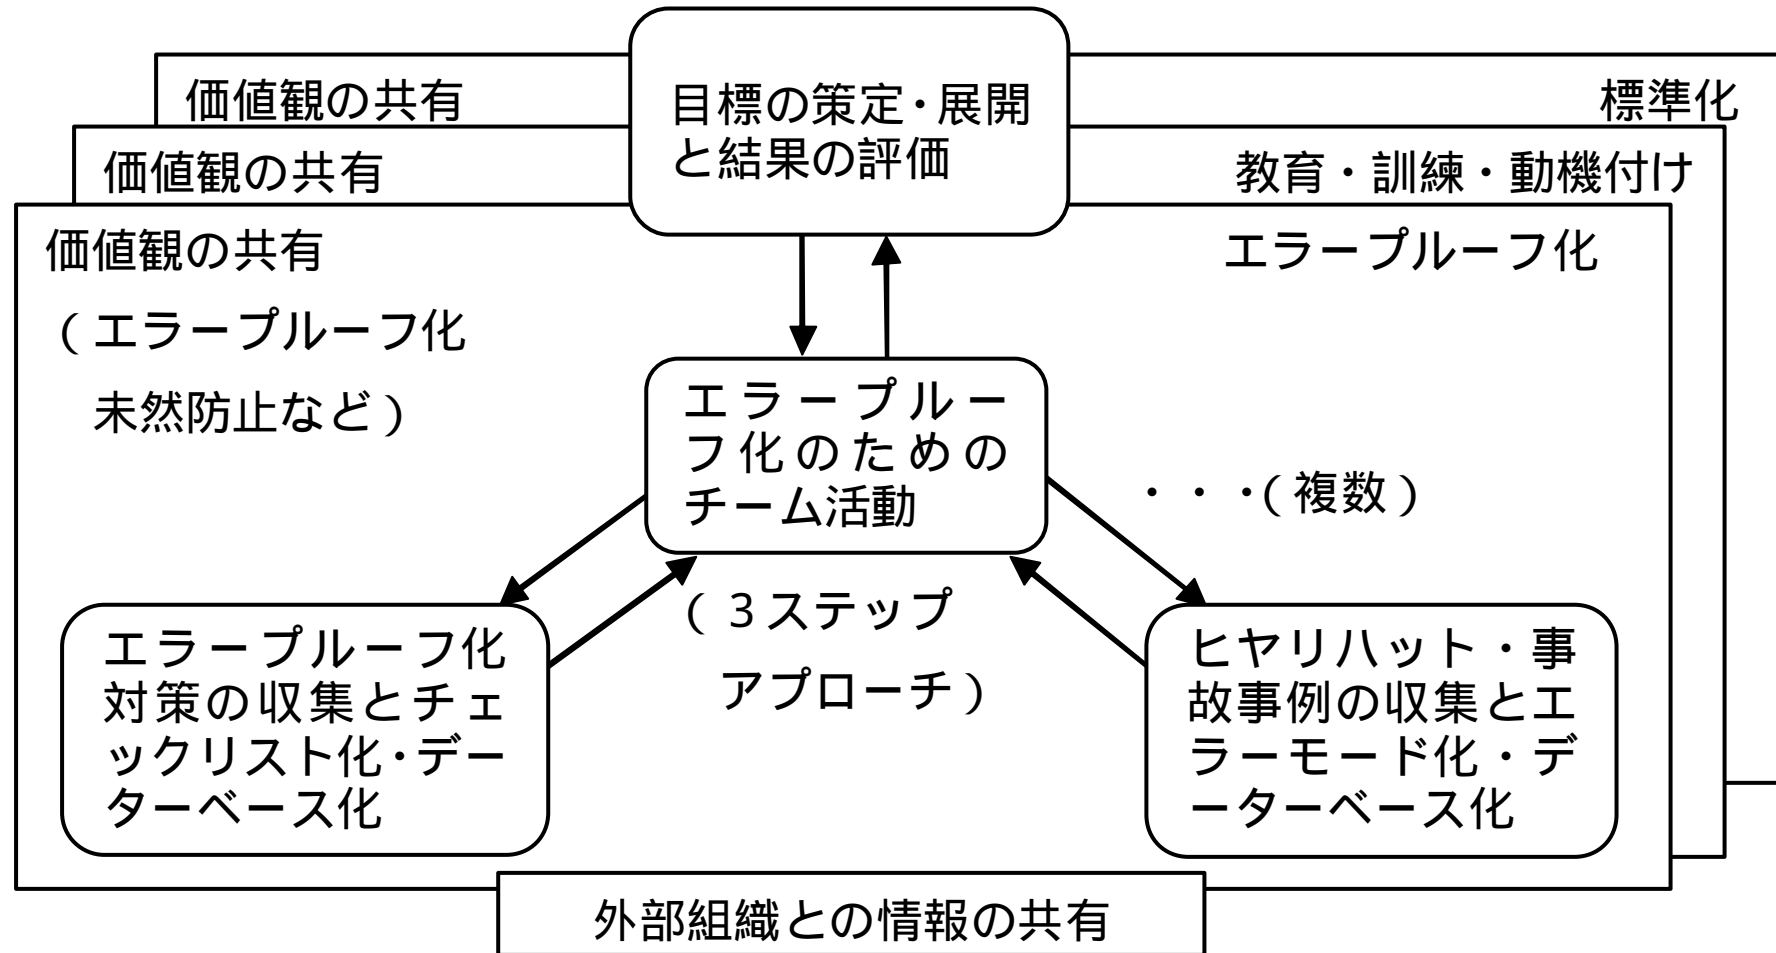 価値観の共有
標準化
目標の策定・展開
と結果の評価
価値観の共有
教育・訓練・動機付け
価値観の共有
エラープルーフ化
(エラープルーフ化
未然防止など)
エラープルー
フ化のための
チーム活動
・・・(複数)
(3ステップ
アプローチ)
エラープルーフ化
対策の収集とチェ
ックリスト化・デー
ターベース化
ヒヤリハット・事
故事例の収集とエ
ラーモード化・デ
ーターベース化
外部組織との情報の共有